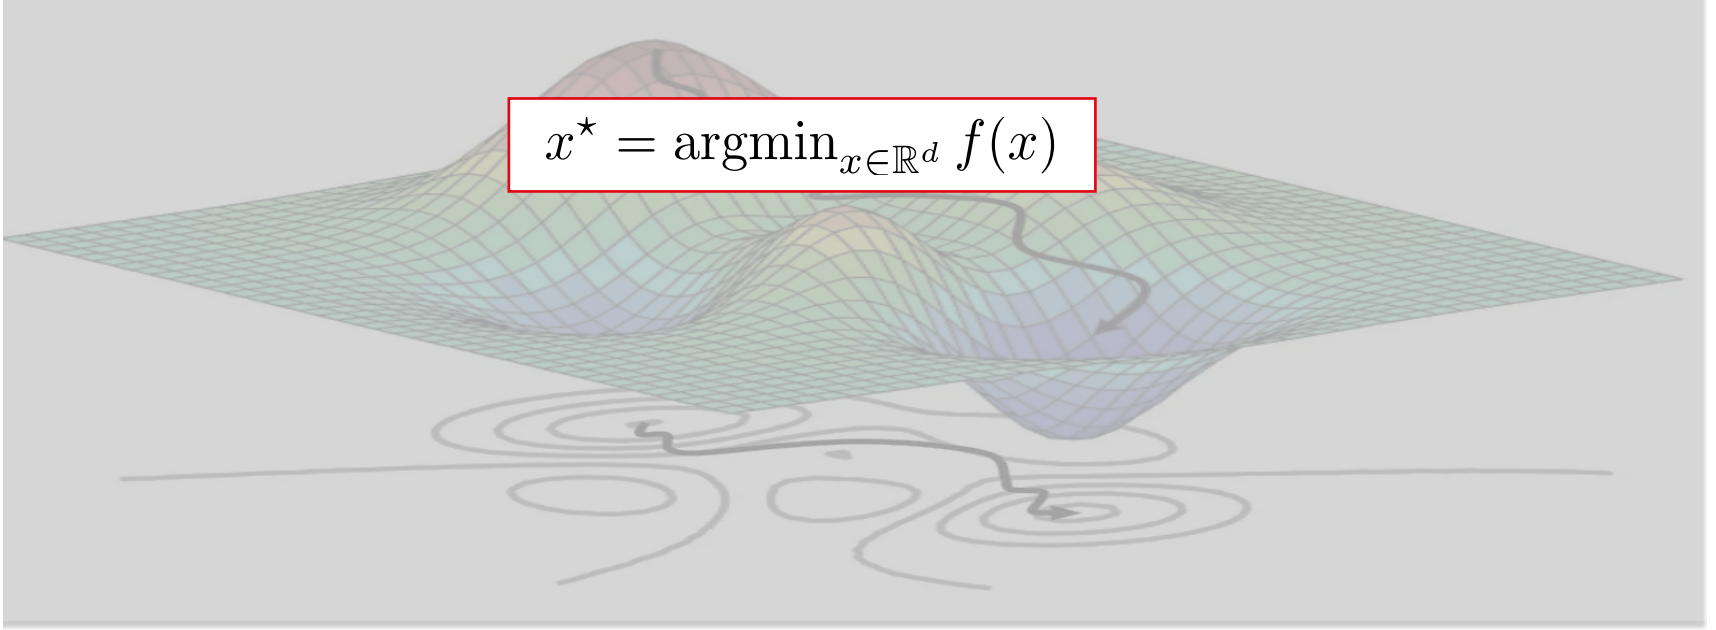 x^⋆ = argmin_{x∈ℝ^d} f(x)